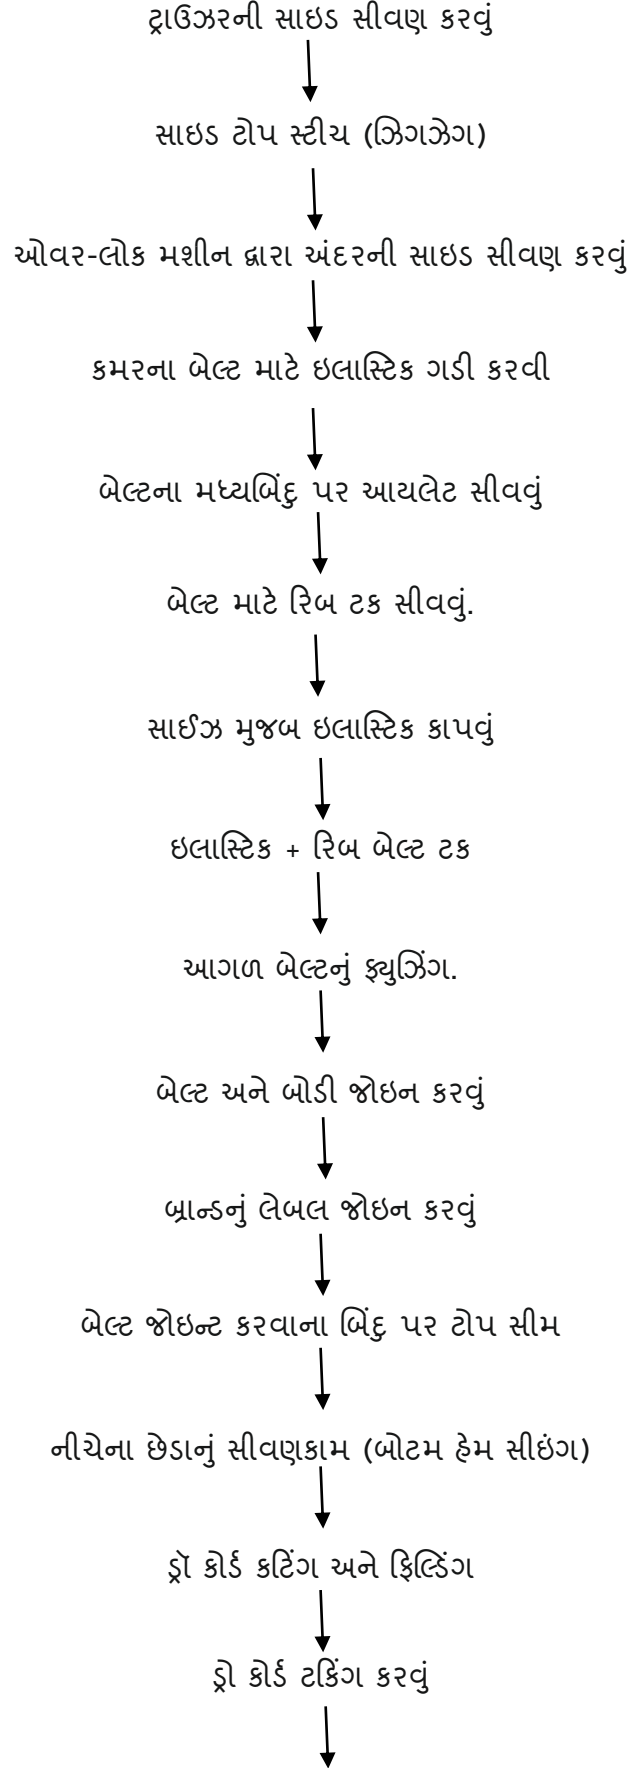 ટ્રાઉઝરની સાઇડ સીવણ કરવું
સાઇડ ટોપ સ્ટીચ (ઝિગઝેગ)
ઓવર-લોક મશીન દ્વારા અંદરની સાઇડ સીવણ કરવું
કમરના બેલ્ટ માટે ઇલાસ્ટિક ગડી કરવી
બેલ્ટના મધ્યબિંદુ પર આયલેટ સીવવું
બેલ્ટ માટે રિબ ટક સીવવું.
સાઈઝ મુજબ ઇલાસ્ટિક કાપવું
ઇલાસ્ટિક + રિબ બેલ્ટ ટક
આગળ બેલ્ટનું ફ્યુઝિંગ.
બેલ્ટ અને બોડી જોઇન કરવું
બ્રાન્ડનું લેબલ જોઇન કરવું
બેલ્ટ જોઇન્ટ કરવાના બિંદુ પર ટોપ સીમ
નીચેના છેડાનું સીવણકામ (બોટમ હેમ સીઇંગ)
ડ્રૉ કોર્ડ કટિંગ અને ફિલ્ડિંગ
ડ્રો કોર્ડ ટકિંગ કરવું